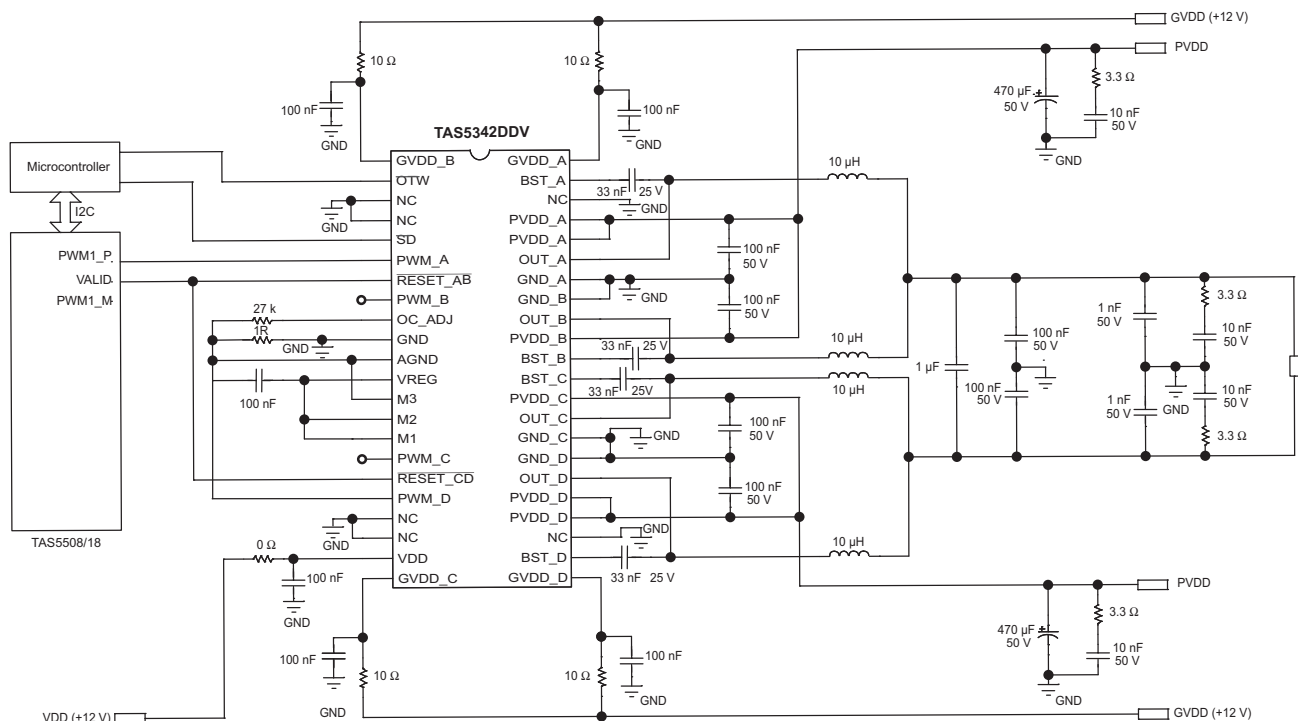 GVDD (+12 V)
PVDD
10 Ω
10 Ω
3.3 Ω
470 µF
50 V
10 nF
50 V
100 nF
100 nF
GND
GND
GND
TAS5342DDV
Microcontroller
I2C
PWM1_P
VALID
PWM1_M
TAS5508/18
GVDD_B
OTW
NC
NC
SD
PWM_A
RESET_AB
PWM_B
OC_ADJ
GND
AGND
VREG
M3
M2
M1
PWM_C
RESET_CD
PWM_D
NC
NC
VDD
GVDD_C
GVDD_A
BST_A
NC
PVDD_A
PVDD_A
OUT_A
GND_A
GND_B
OUT_B
PVDD_B
BST_B
BST_C
PVDD_C
OUT_C
GND_C
GND_D
OUT_D
PVDD_D
PVDD_D
NC
BST_D
GVDD_D
GND
27 k
1R
GND
100 nF
GND
0 Ω
100 nF
GND
33 nF 25 V
GND
10 µH
100 nF
50 V
GND
100 nF
50 V
10 µH
33 nF 25 V
33 nF 25V
10 µH
100 nF
50 V
GND
100 nF
50 V
GND
10 µH
33 nF 25 V
1 µF
100 nF
50 V
100 nF
50 V
1 nF
50 V
3.3 Ω
10 nF
50 V
GND
1 nF
50 V
10 nF
50 V
3.3 Ω
PVDD
3.3 Ω
470 µF
50 V
10 nF
50 V
GND
100 nF
10 Ω
GND
10 Ω
100 nF
GND
VDD (+12 V)
GVDD (+12 V)